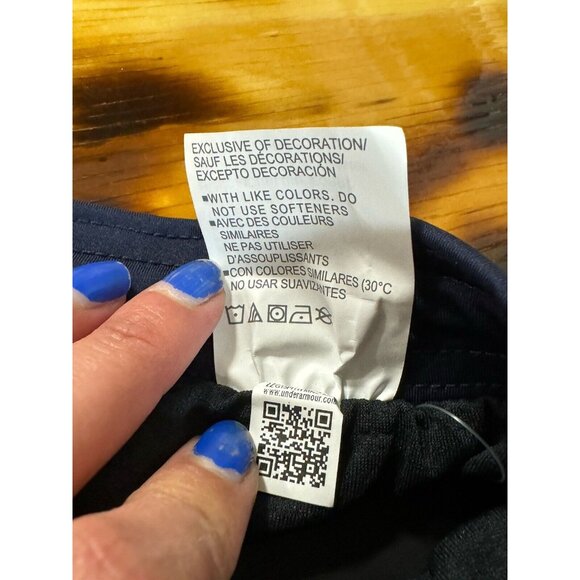 EXCLUSIVE OF DECORATION/
SAUF LES DÉCORATIONS/
EXCEPTO DECORACIÓN
▪WITH LIKE COLORS. DO
NOT USE SOFTENERS
▪AVEC DES COULEURS
SIMILAIRES
NE PAS UTILISER
D'ASSOUPLISSANTS
▪CON COLORES SIMILARES (30°C
NO USAR SUAVIZAN
www.underarmour.com